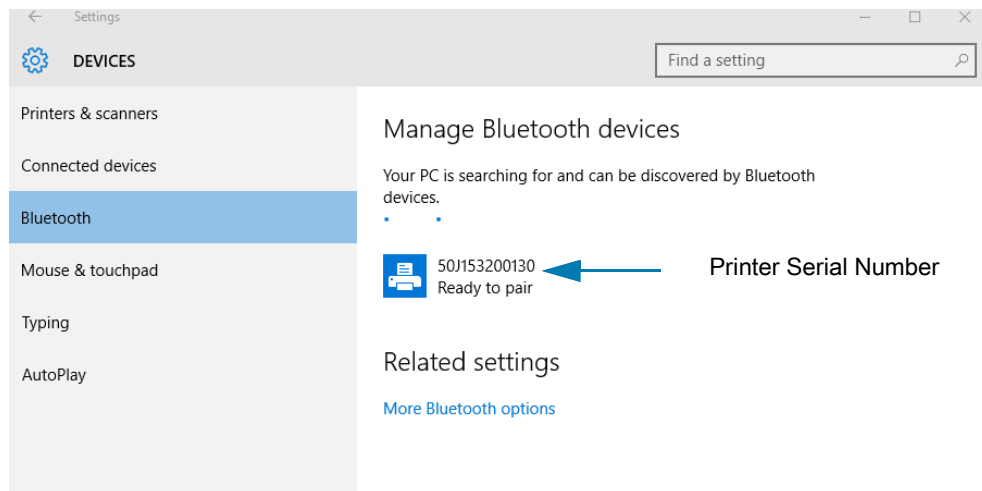 Settings
DEVICES
Find a setting
Printers & scanners
Connected devices
Bluetooth
Mouse & touchpad
Typing
AutoPlay
Manage Bluetooth devices
Your PC is searching for and can be discovered by Bluetooth
devices.
50J153200130
Ready to pair
Printer Serial Number
Related settings
More Bluetooth options